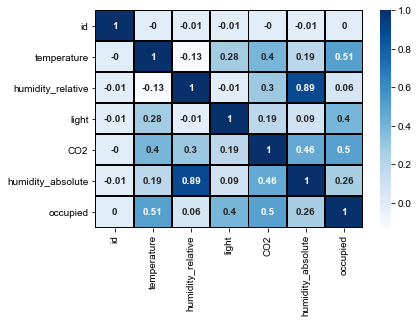 id 1 -0 -0.01 -0.01 -0 -0.01 0
temperature -0 1 -0.13 0.28 0.4 0.19 0.51
humidity_relative -0.01 -0.13 1 -0.01 0.3 0.89 0.06
light -0.01 0.28 -0.01 1 0.19 0.09 0.4
CO2 -0 0.4 0.3 0.19 1 0.46 0.5
humidity_absolute -0.01 0.19 0.89 0.09 0.46 1 0.26
occupied 0 0.51 0.06 0.4 0.5 0.26 1
id
temperature
humidity_relative
light
CO2
humidity_absolute
occupied
1.0
0.8
0.6
0.4
0.2
0.0